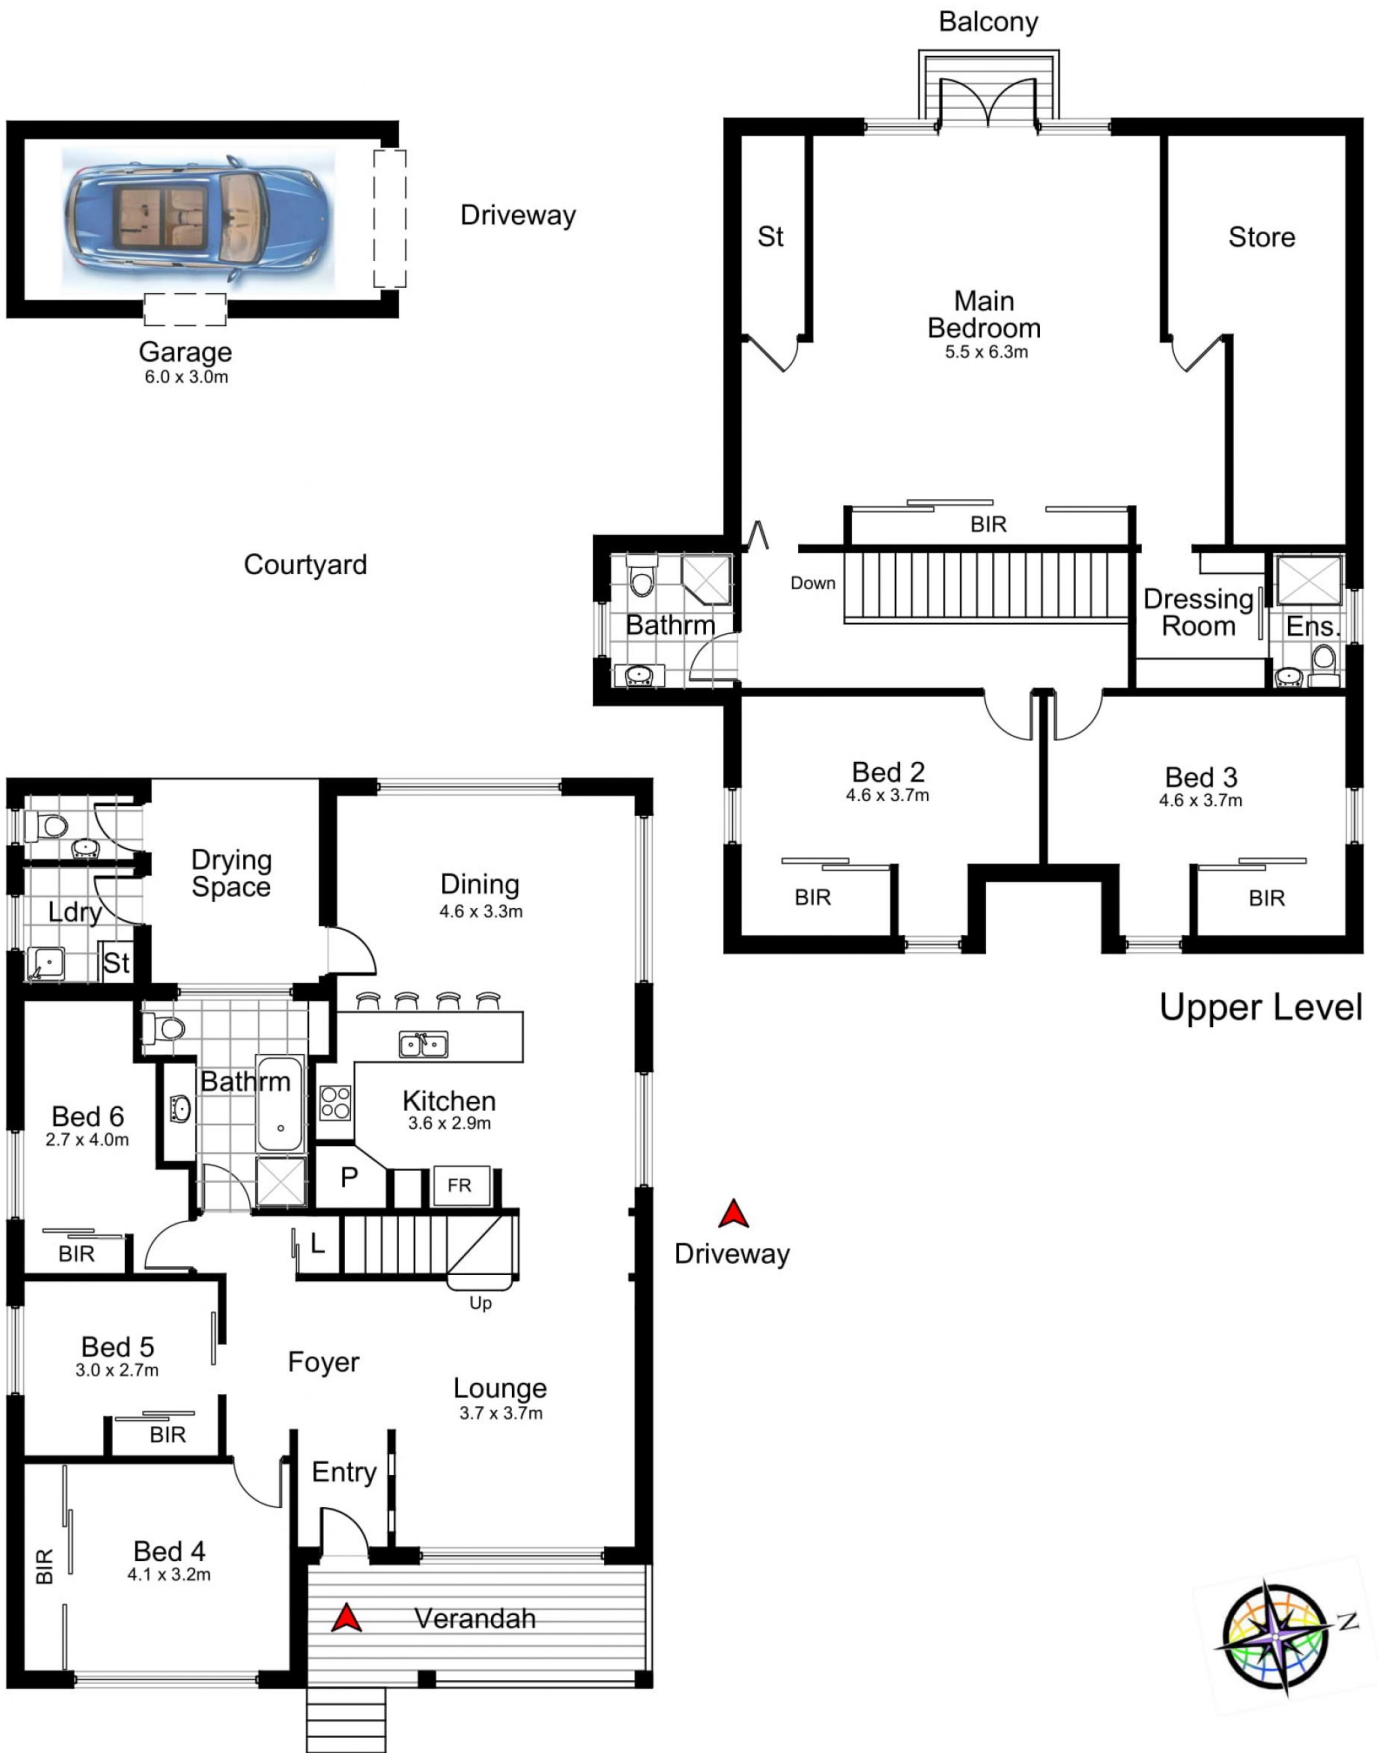 Balcony
Driveway
Garage
6.0 x 3.0m
St
Main
Bedroom
5.5 x 6.3m
Store
BIR
Courtyard
Bathrm
Down
Dressing
Room
Ens.
Bed 2
4.6 x 3.7m
Bed 3
4.6 x 3.7m
BIR
BIR
Upper Level
Drying
Space
Ldry
St
Dining
4.6 x 3.3m
Bathrm
Bed 6
2.7 x 4.0m
Kitchen
3.6 x 2.9m
P
FR
BIR
L
Up
Driveway
Bed 5
3.0 x 2.7m
BIR
Foyer
Lounge
3.7 x 3.7m
Entry
BIR
Bed 4
4.1 x 3.2m
Verandah
N